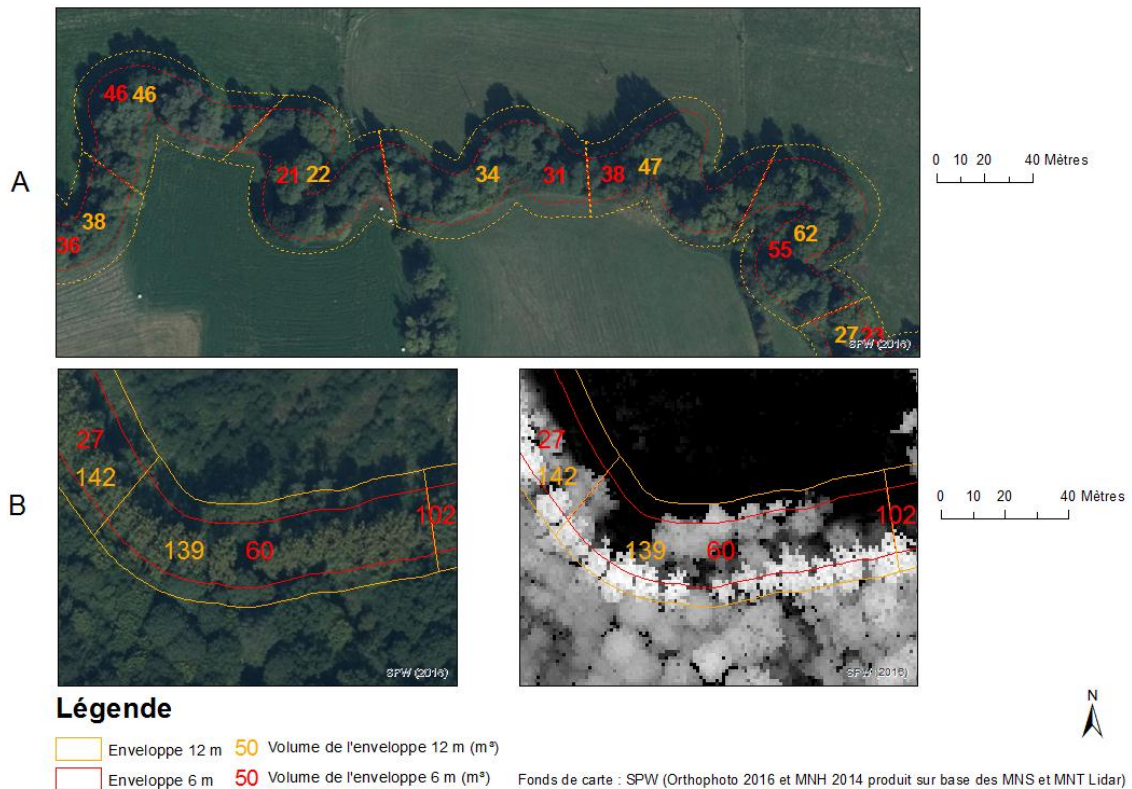 46 46
21 22
34 31
38 47
A
38
36
62
55
27 23
SPW (2016)
0 10 20 40 Mètres
27
142
139 60
102
B
SPW (2016)
27
142
139 60
102
SPW (2016)
0 10 20 40 Mètres
Légende
Enveloppe 12 m 50 Volume de l'enveloppe 12 m (m³)
Enveloppe 6 m 50 Volume de l'enveloppe 6 m (m³)
N
Fonds de carte : SPW (Orthophoto 2016 et MNH 2014 produit sur base des MNS et MNT Lidar)